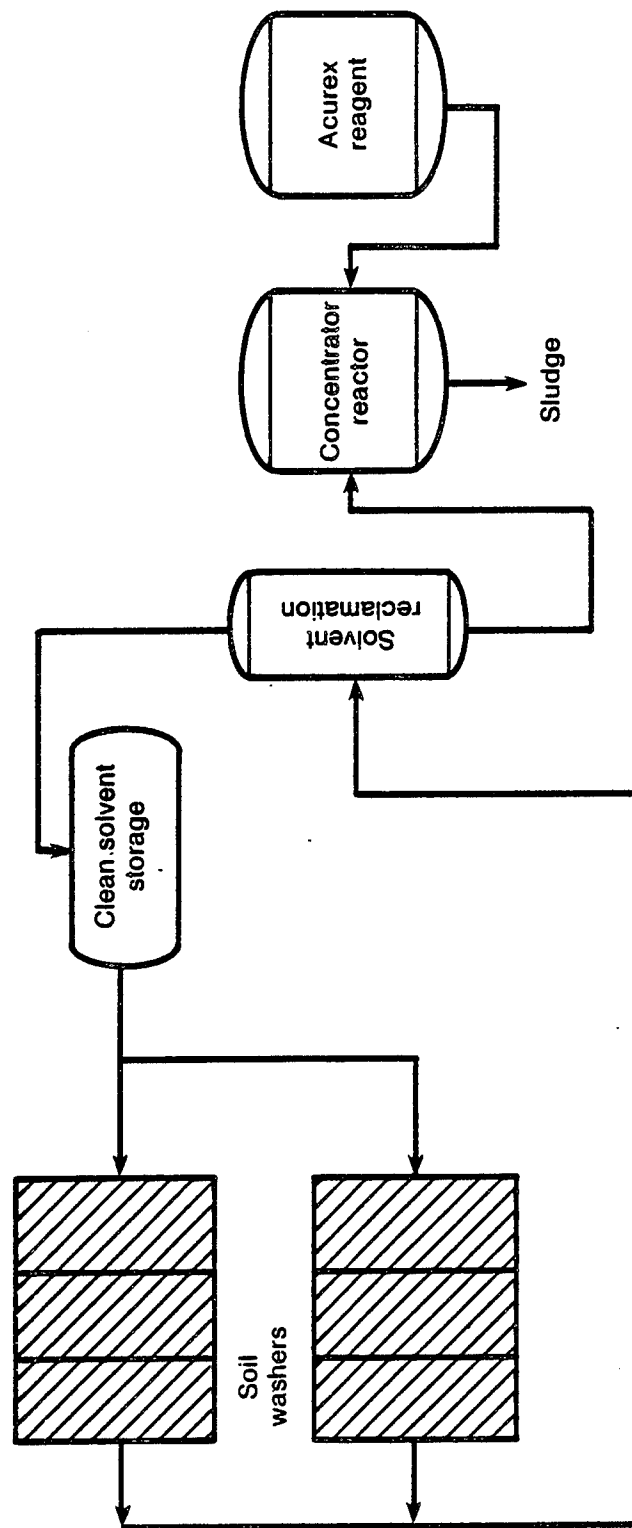 Acurex
reagent
Concentrator
reactor
Sludge
Solvent
reclamation
Clean.solvent
storage
Soil
washers